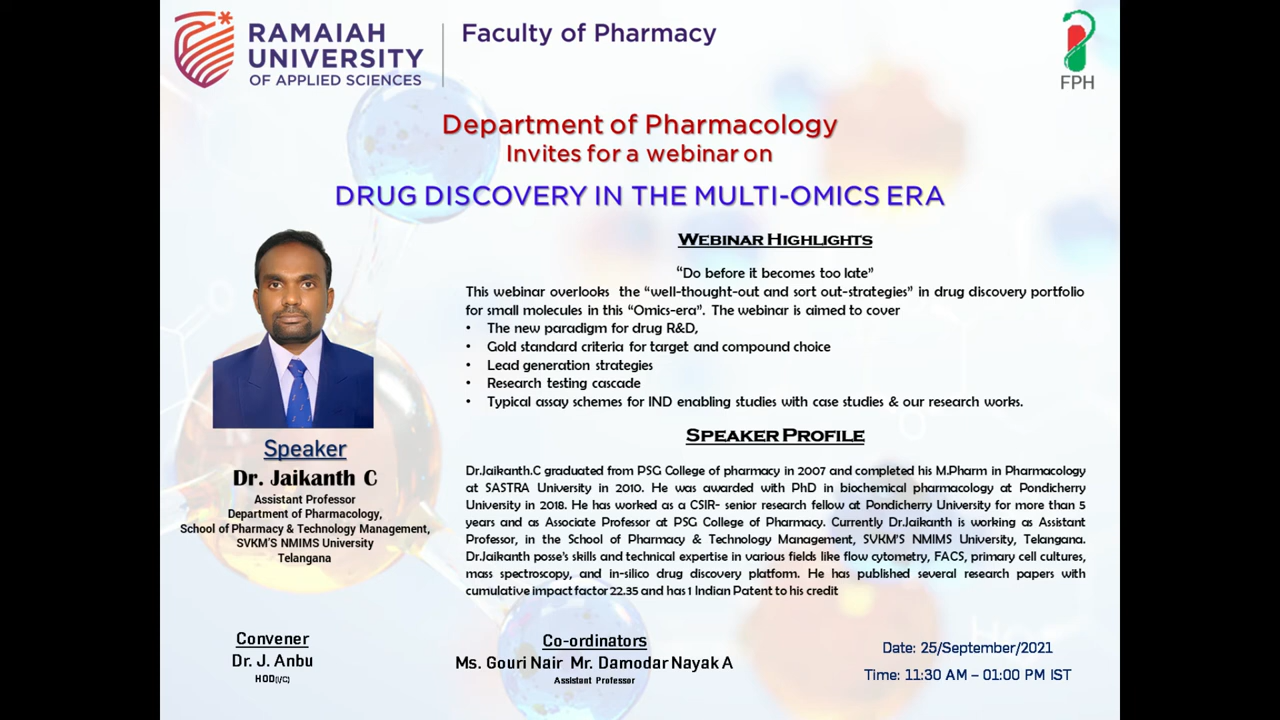 RAMAIAH
UNIVERSITY
OF APPLIED SCIENCES
Faculty of Pharmacy
FPH
Department of Pharmacology
Invites for a webinar on
DRUG DISCOVERY IN THE MULTI-OMICS ERA
WEBINAR HIGHLIGHTS
“Do before it becomes too late”
This webinar overlooks the “well-thought-out and sort out-strategies” in drug discovery portfolio
for small molecules in this “Omics-era”. The webinar is aimed to cover
• The new paradigm for drug R&D,
• Gold standard criteria for target and compound choice
• Lead generation strategies
• Research testing cascade
• Typical assay schemes for IND enabling studies with case studies & our research works.
Speaker
Dr. Jaikanth C
Assistant Professor
Department of Pharmacology,
School of Pharmacy & Technology Management,
SVKM'S NMIMS University
Telangana
SPEAKER PROFILE
Dr.Jaikanth.C graduated from PSG College of pharmacy in 2007 and completed his M.Pharm in Pharmacology
at SASTRA University in 2010. He was awarded with PhD in biochemical pharmacology at Pondicherry
University in 2018. He has worked as a CSIR- senior research fellow at Pondicherry University for more than 5
years and as Associate Professor at PSG College of Pharmacy. Currently Dr.Jaikanth is working as Assistant
Professor, in the School of Pharmacy & Technology Management, SVKM'S NMIMS University, Telangana.
Dr.Jaikanth posse's skills and technical expertise in various fields like flow cytometry, FACS, primary cell cultures,
mass spectroscopy, and in-silico drug discovery platform. He has published several research papers with
cumulative impact factor 22.35 and has 1 Indian Patent to his credit
Convener
Dr. J. Anbu
HOD(I/C)
Co-ordinators
Ms. Gouri Nair Mr. Damodar Nayak A
Assistant Professor
Date: 25/September/2021
Time: 11:30 AM – 01:00 PM IST